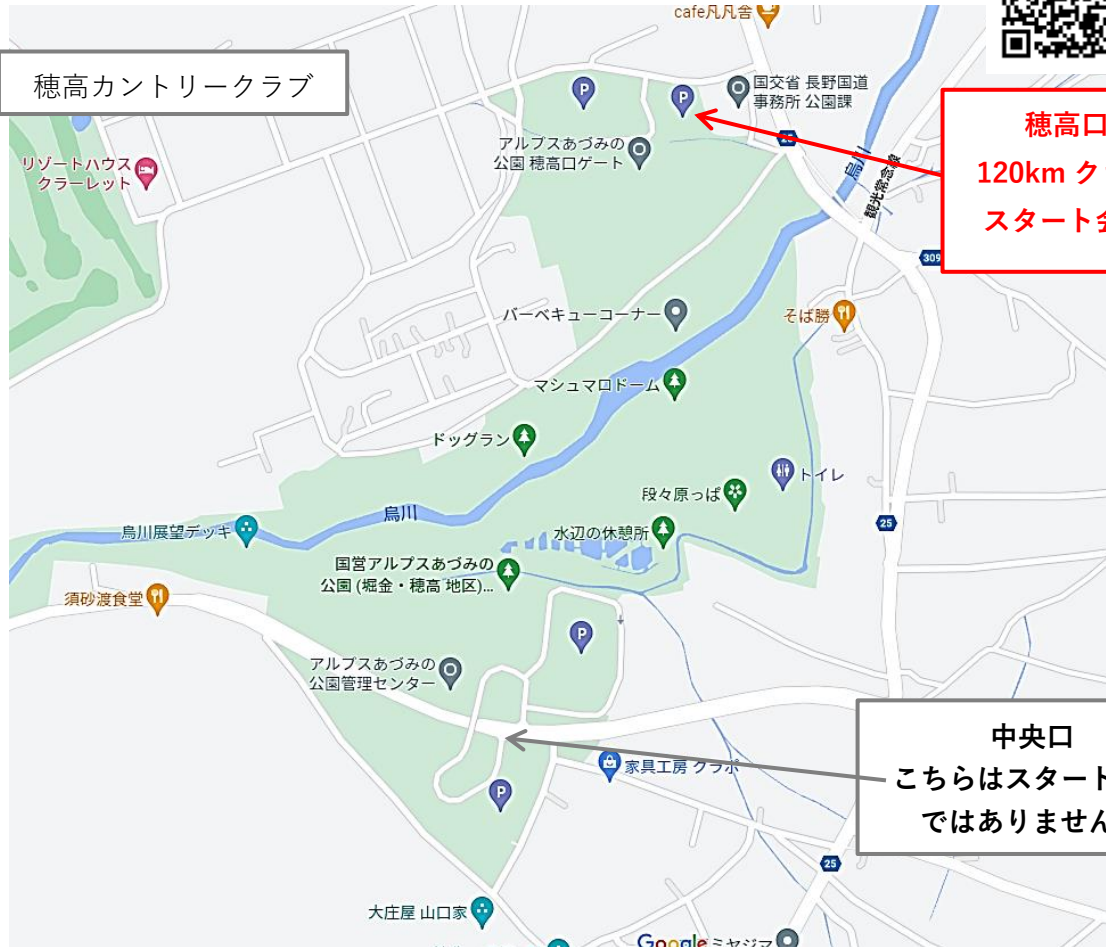 cafe凡凡舎
穂高カントリークラブ
国交省 長野国道
事務所 公園課
P
P
穂高口
120km ク
スタート会
アルプスあづみの
公園 穂高口ゲート
リゾートハウス
クラーレット
25
烏川
観光常念線
309
バーベキューコーナー
そば勝
マシュマロドーム
ドッグラン
トイレ
段々原っぱ
烏川
25
烏川展望デッキ
水辺の休憩所
国営アルプスあづみの
公園 (堀金・穂高 地区)...
須砂渡食堂
P
アルプスあづみの
公園管理センター
中央口
こちらはスタート
ではありません
家具工房 クラポ
P
25
大庄屋 山口家
Google
ミヤジマ